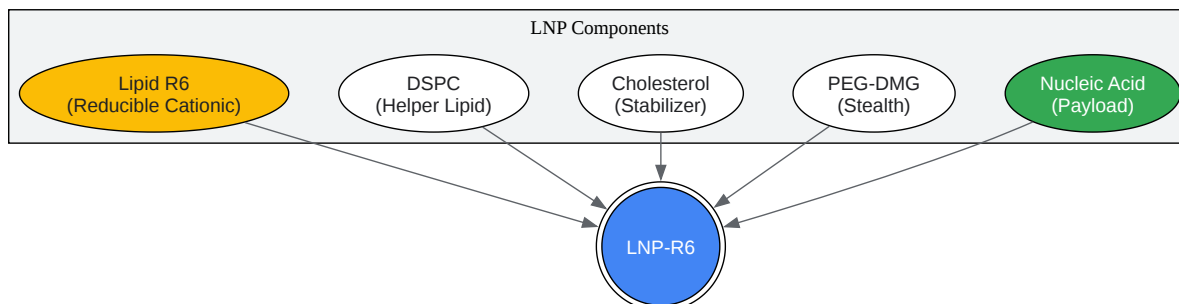 LNP Components
Lipid R6
(Reducible Cationic)
DSPC
(Helper Lipid)
Cholesterol
(Stabilizer)
PEG-DMG
(Stealth)
Nucleic Acid
(Payload)
LNP-R6